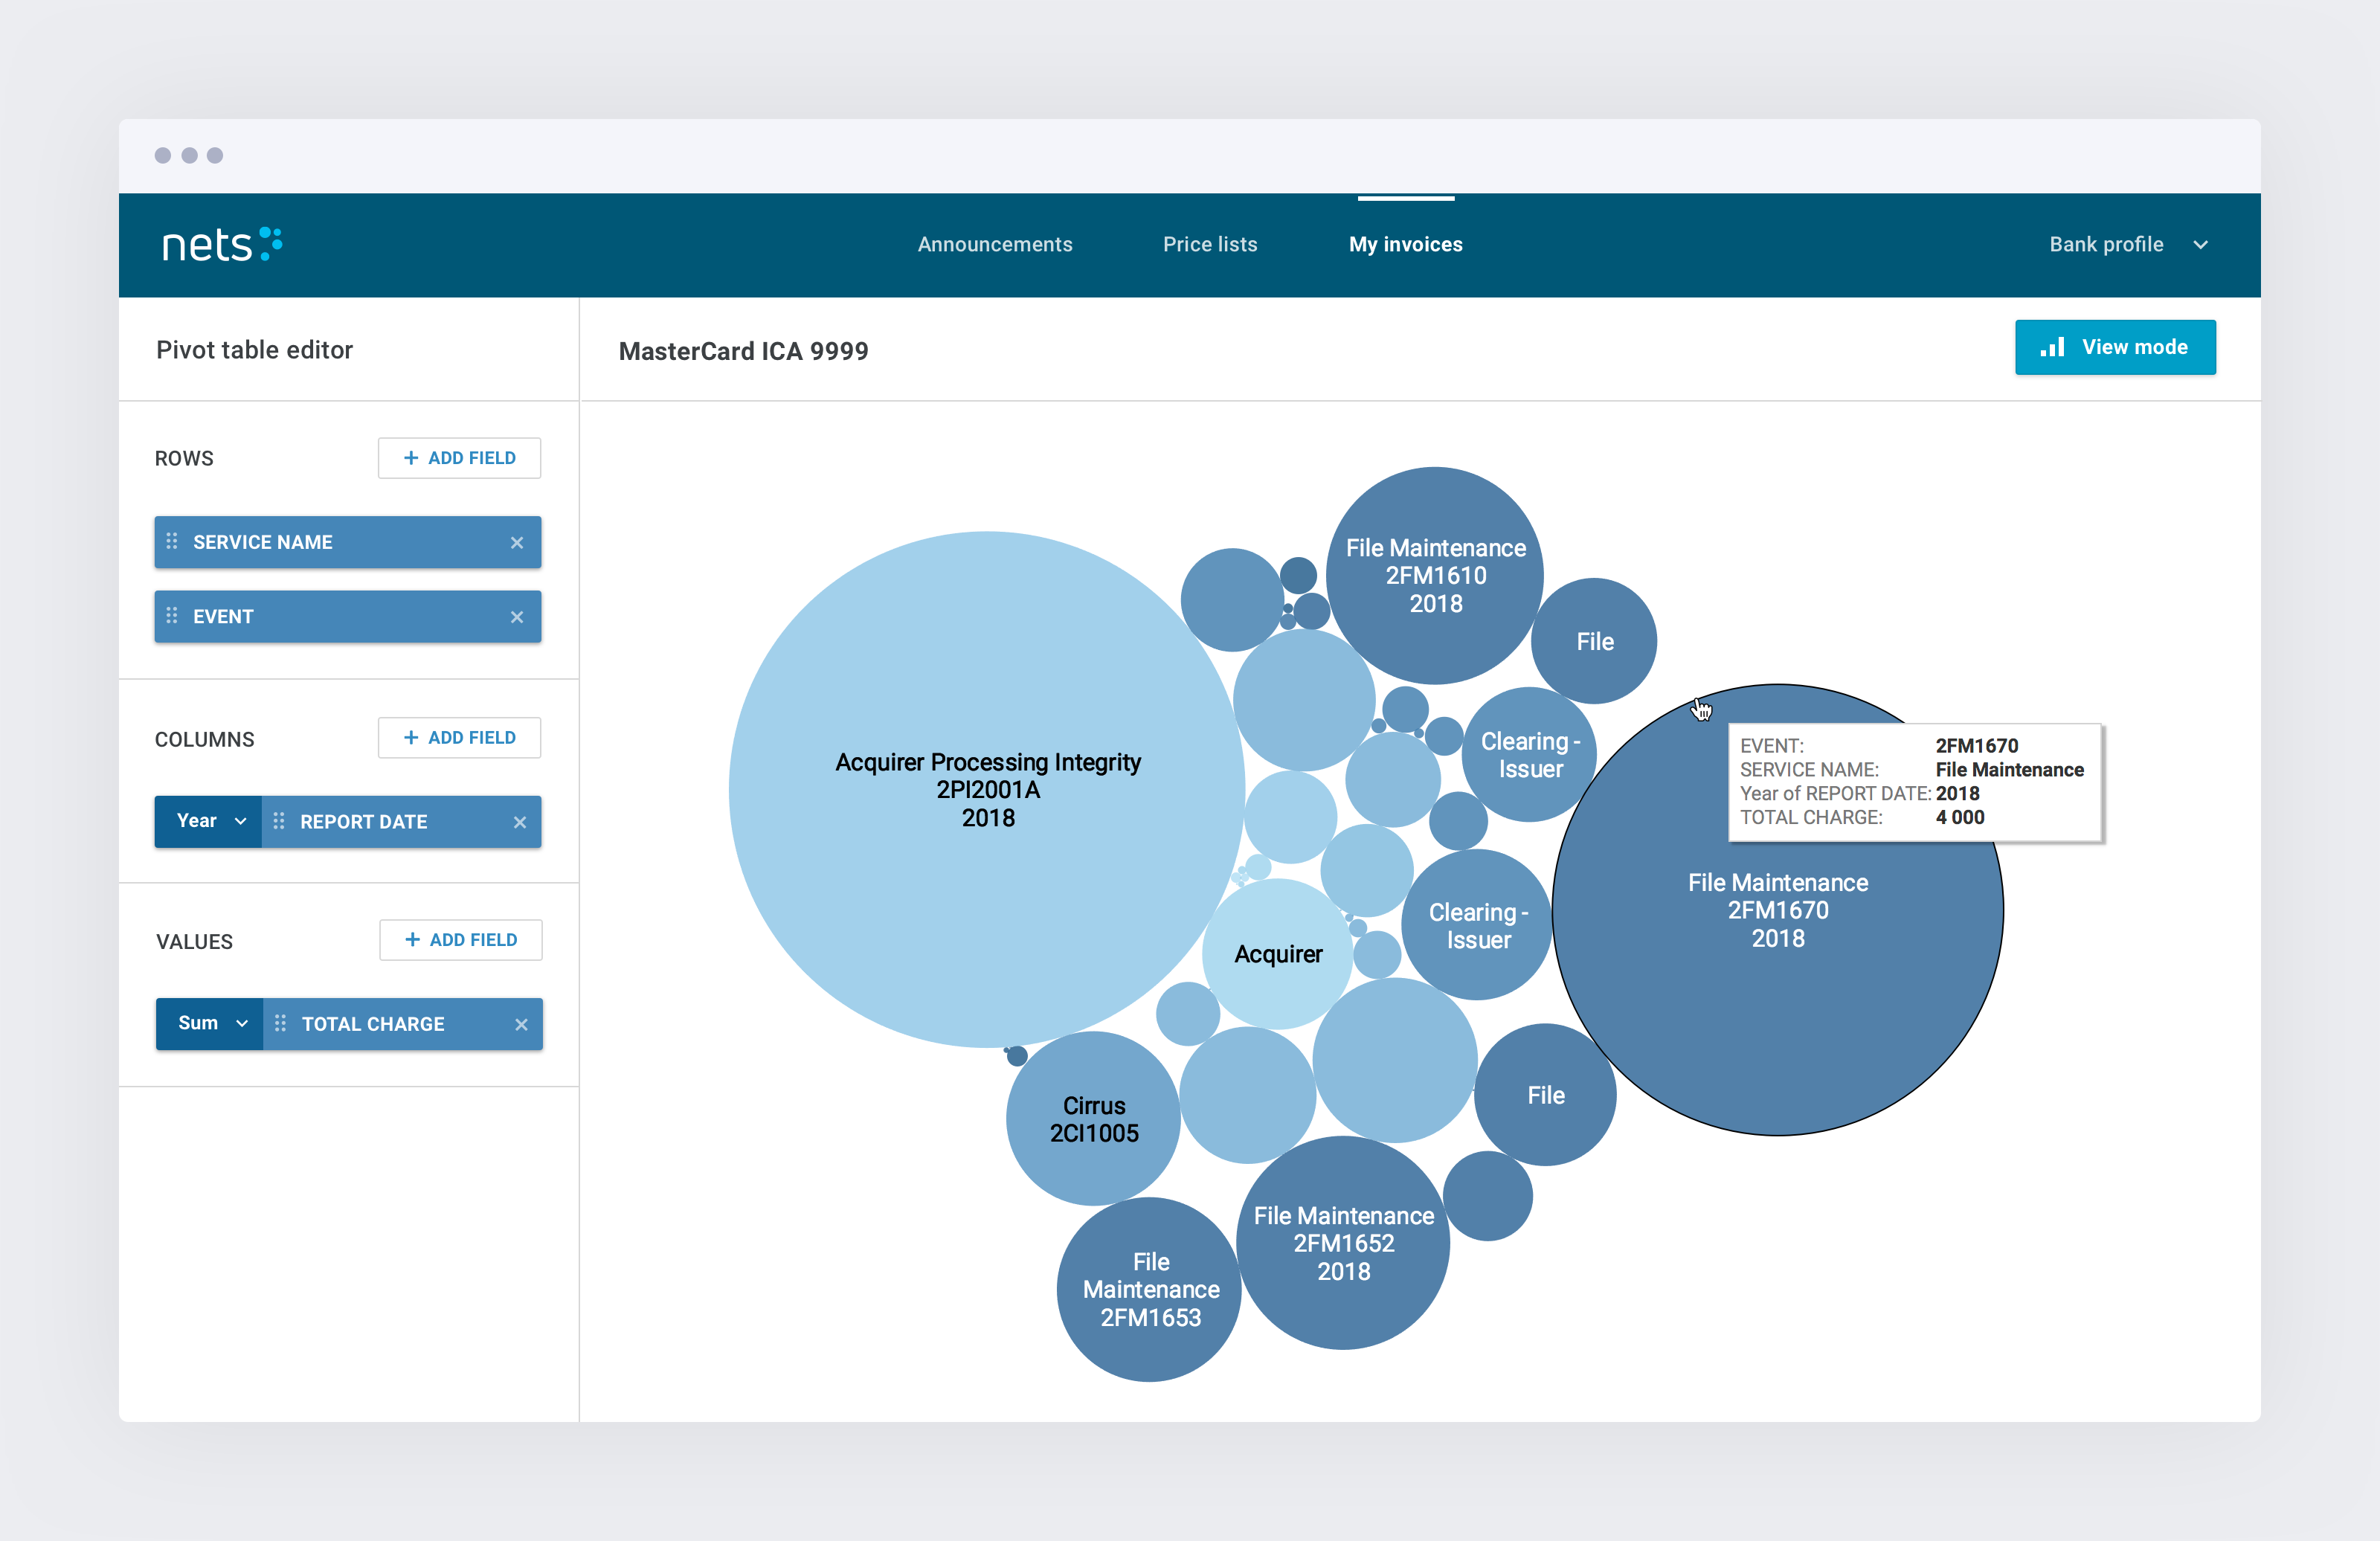 nets
Announcements
Price lists
My invoices
Bank profile
Pivot table editor
MasterCard ICA 9999
View mode
ROWS
+ ADD FIELD
SERVICE NAME
EVENT
COLUMNS
+ ADD FIELD
Year
REPORT DATE
VALUES
+ ADD FIELD
Sum
TOTAL CHARGE
File Maintenance
2FM1610
2018
File
Acquirer Processing Integrity
2PI2001A
2018
Clearing -
Issuer
EVENT: 2FM1670
SERVICE NAME: File Maintenance
Year of REPORT DATE: 2018
TOTAL CHARGE: 4 000
File Maintenance
2FM1670
2018
Clearing -
Issuer
Acquirer
File
Cirrus
2CI1005
File Maintenance
2FM1652
2018
File
Maintenance
2FM1653